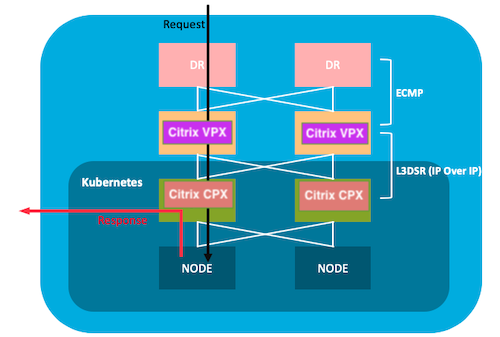 Request
DR
DR
ECMP
Citrix VPX
Citrix VPX
L3DSR (IP Over IP)
Kubernetes
Citrix CPX
Citrix CPX
Response
NODE
NODE